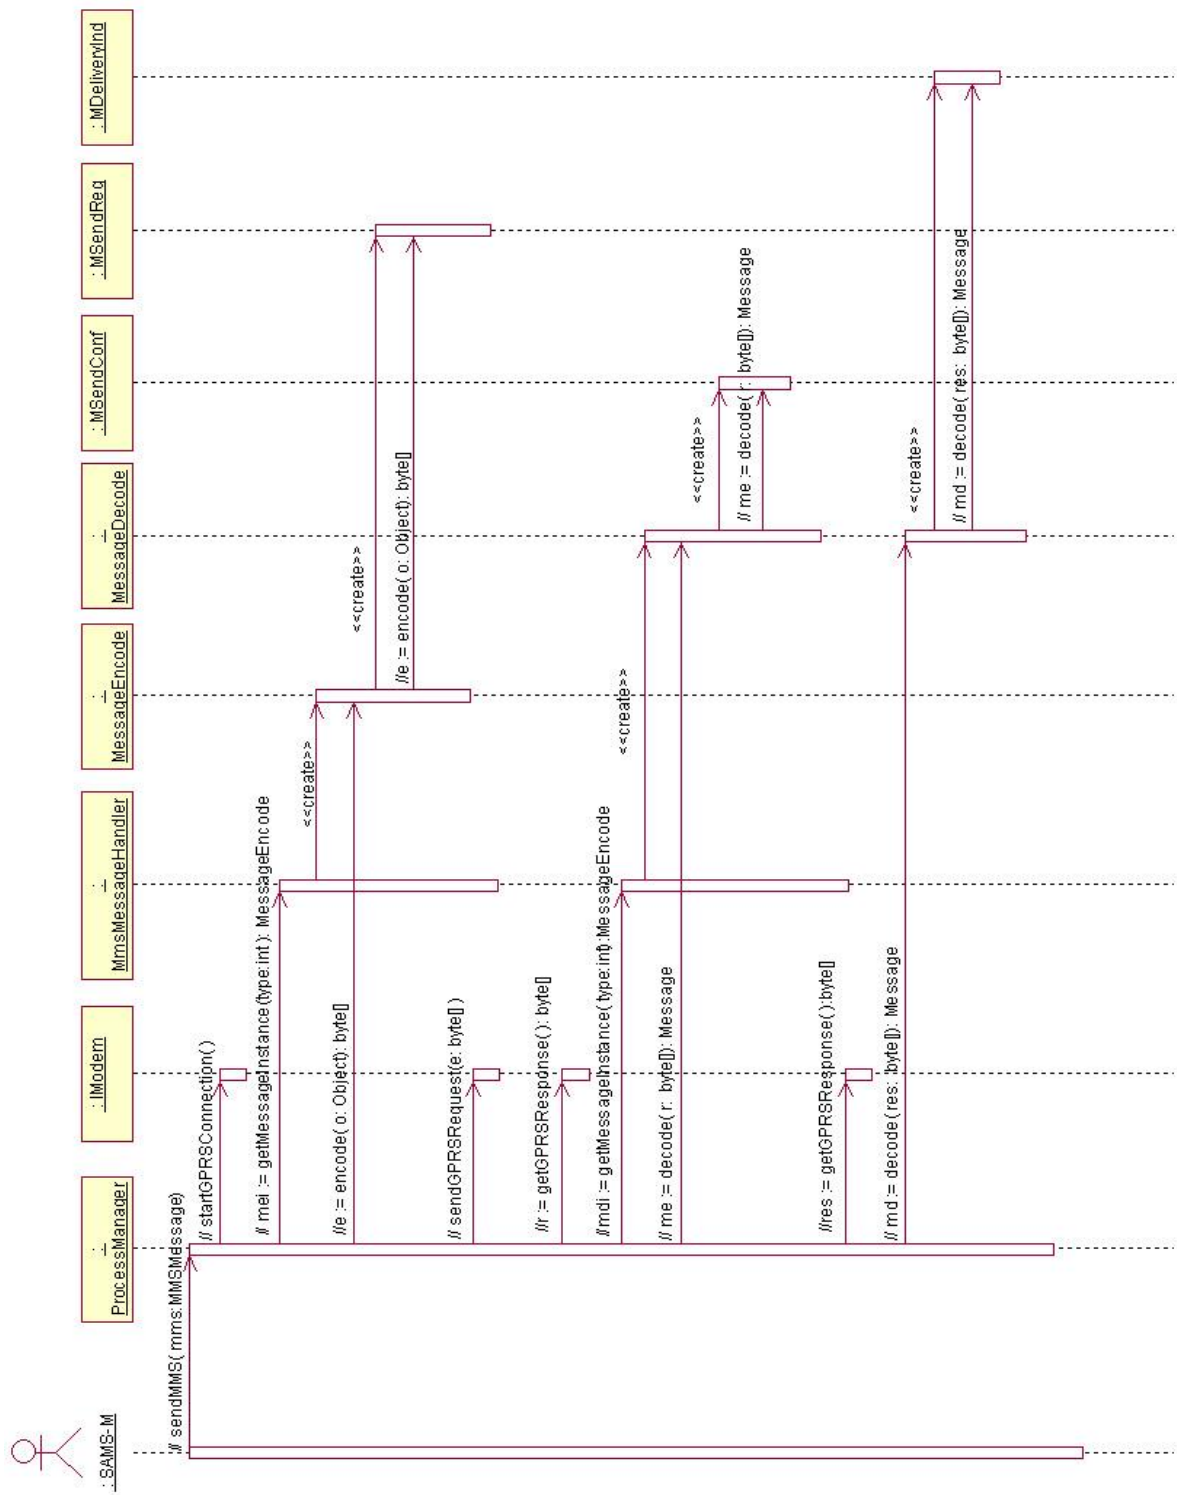 : SAMS-M
:
ProcessManager
: IModem
:
MmsMessageHandler
:
MessageEncode
:
MessageDecode
: MSendConf
: MSendReq
: MDeliveryInd
// sendMMS( mms:MMSMessage)
// startGPRSConnection( )
// mei := getMessageInstance(type:int ): MessageEncode
<<create>>
//e := encode( o: Object): byte[]
<<create>>
//e := encode( o: Object): byte[]
// sendGPRSRequest(e: byte[] )
//r := getGPRSResponse( ): byte[]
//mdi := getMessageInstance( type:int):MessageEncode
<<create>>
// me := decode( r: byte[]): Message
<<create>>
// me := decode( r: byte[]): Message
//res := getGPRSResponse( ):byte[]
// md := decode( res: byte[]): Message
<<create>>
// md := decode( res: byte[]): Message